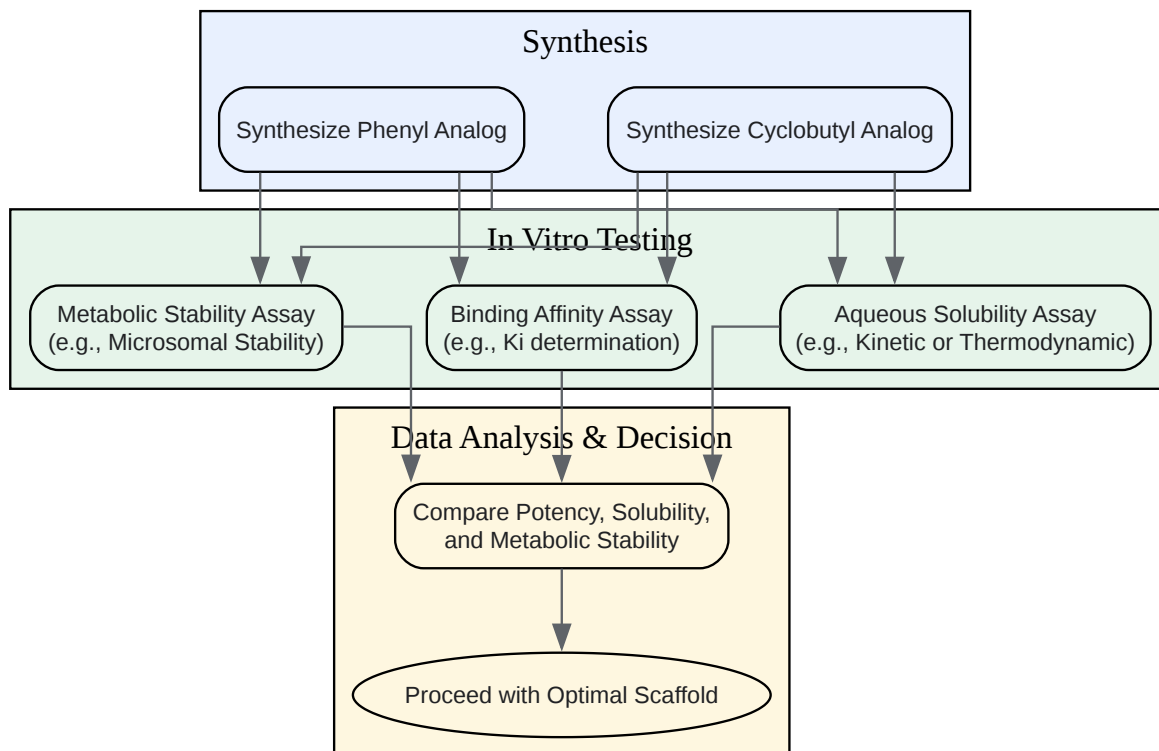 Synthesis
Synthesize Phenyl Analog
Synthesize Cyclobutyl Analog
In Vitro Testing
Metabolic Stability Assay
(e.g., Microsomal Stability)
Binding Affinity Assay
(e.g., Ki determination)
Aqueous Solubility Assay
(e.g., Kinetic or Thermodynamic)
Data Analysis & Decision
Compare Potency, Solubility,
and Metabolic Stability
Proceed with Optimal Scaffold